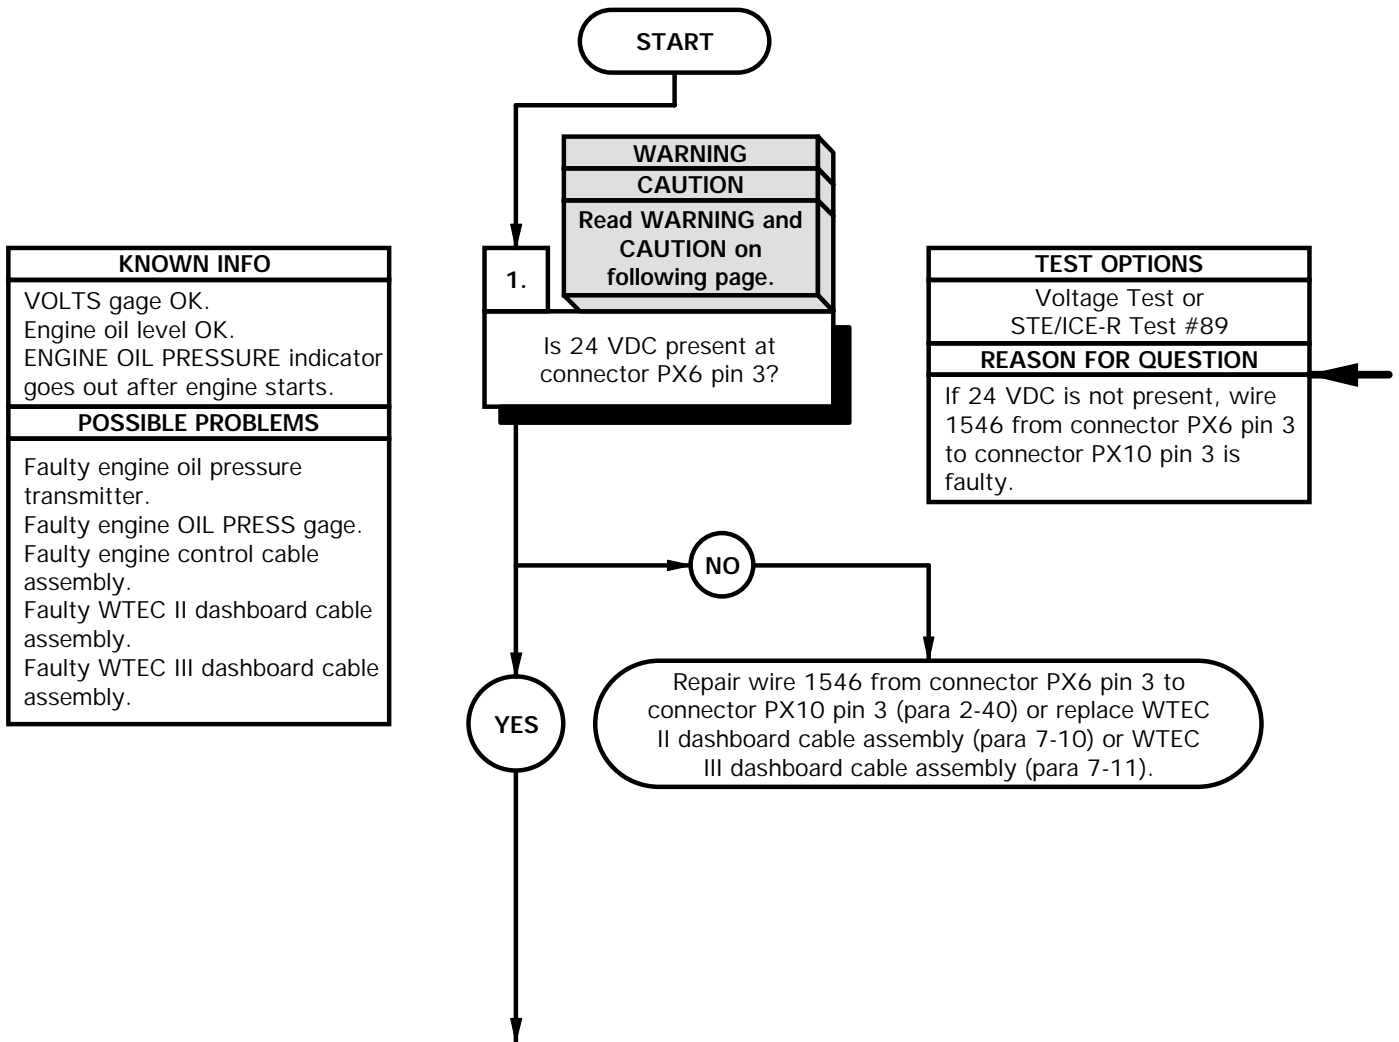 START
WARNING
CAUTION
Read WARNING and
CAUTION on
following page.
1.
Is 24 VDC present at
connector PX6 pin 3?
KNOWN INFO
VOLTS gage OK.
Engine oil level OK.
ENGINE OIL PRESSURE indicator
goes out after engine starts.
POSSIBLE PROBLEMS
Faulty engine oil pressure
transmitter.
Faulty engine OIL PRESS gage.
Faulty engine control cable
assembly.
Faulty WTEC II dashboard cable
assembly.
Faulty WTEC III dashboard cable
assembly.
TEST OPTIONS
Voltage Test or
STE/ICE-R Test #89
REASON FOR QUESTION
If 24 VDC is not present, wire
1546 from connector PX6 pin 3
to connector PX10 pin 3 is
faulty.
NO
YES
Repair wire 1546 from connector PX6 pin 3 to
connector PX10 pin 3 (para 2-40) or replace WTEC
II dashboard cable assembly (para 7-10) or WTEC
III dashboard cable assembly (para 7-11).